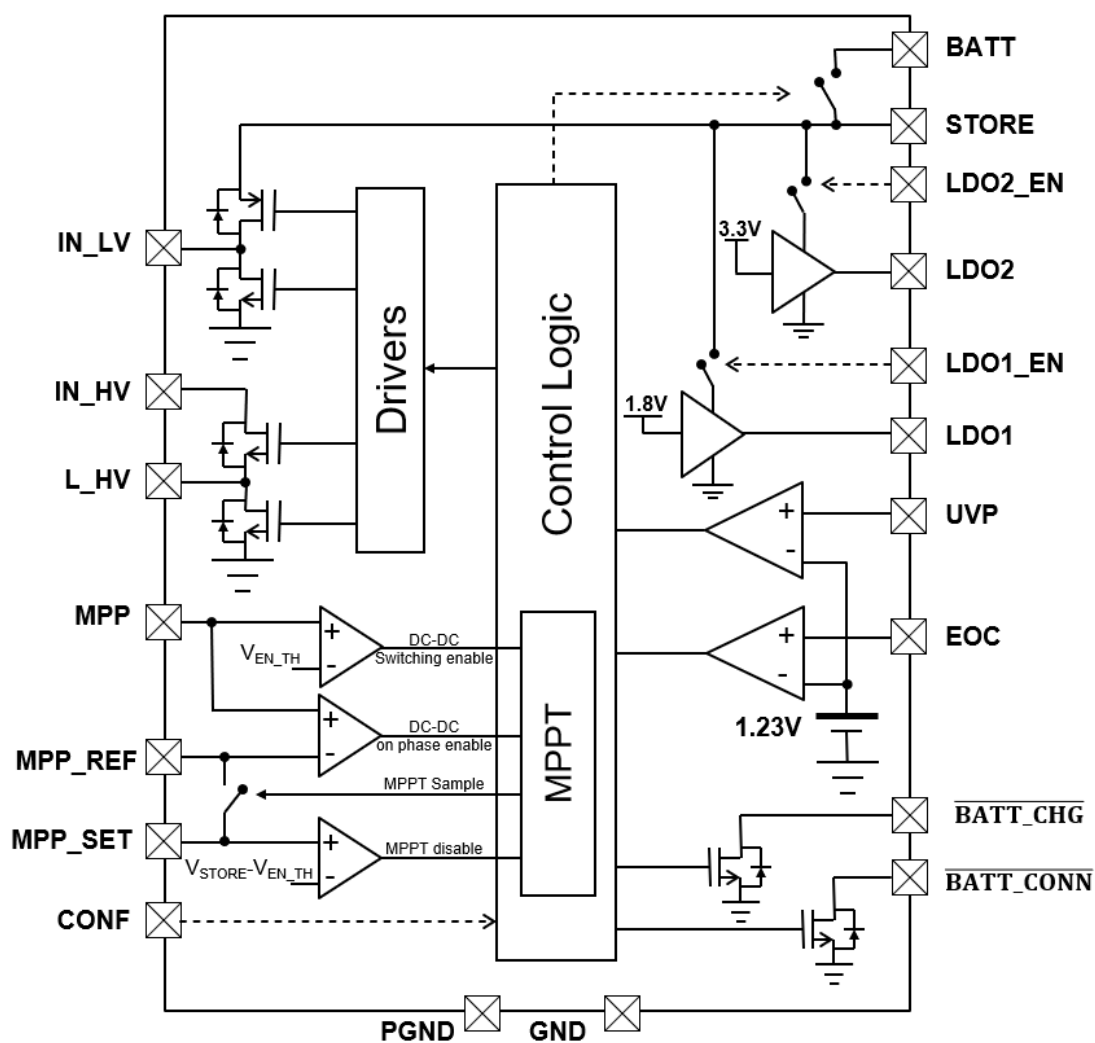 BATT
STORE
LDO2_EN
3.3V
IN_LV
LDO2
LDO1_EN
IN_HV
1.8V
LDO1
L_HV
Drivers
Control Logic
UVP
MPP
+
-
+
-
V_EN_TH
DC-DC
Switching enable
EOC
+
-
+
-
DC-DC
on phase enable
1.23V
MPP_REF
MPPT Sample
MPPT
MPP_SET
+
-
V_STORE-V_EN_TH
MPPT disable
BATT_CHG
BATT_CONN
CONF
PGND
GND